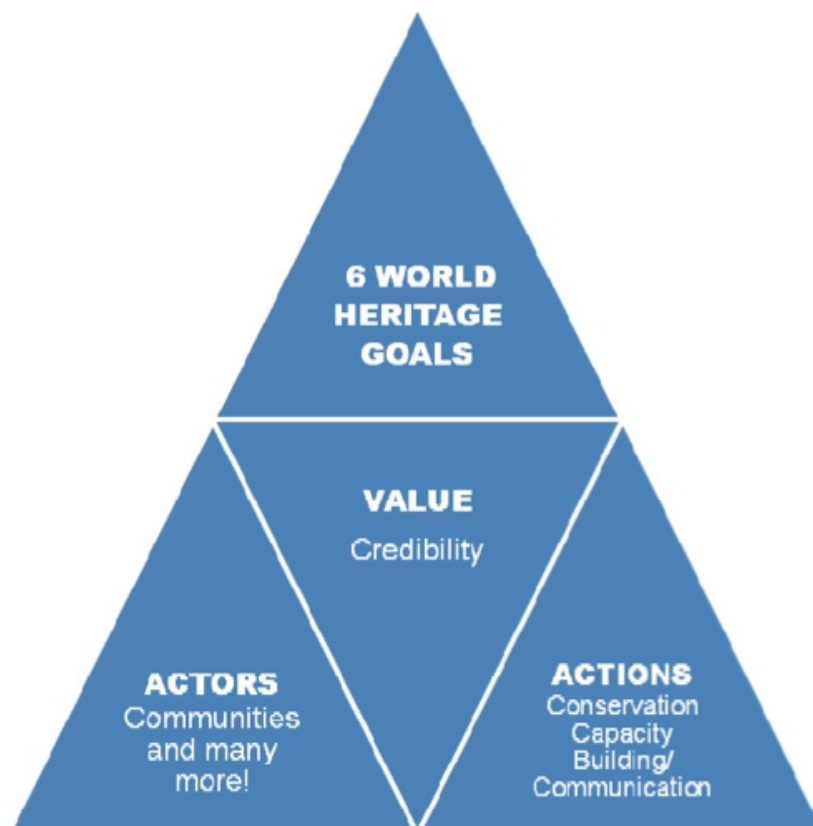 6 WORLD
HERITAGE
GOALS
VALUE
Credibility
ACTORS
Communities
and many
more!
ACTIONS
Conservation
Capacity
Building/
Communication